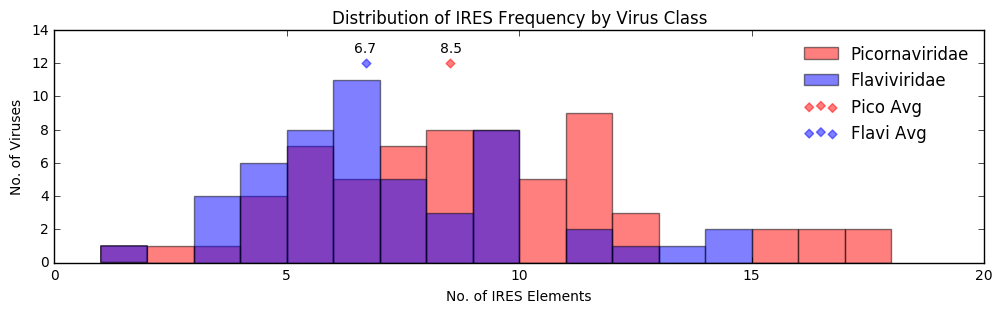 Distribution of IRES Frequency by Virus Class
14
12
10
8
6
4
2
0
No. of Viruses
6.7
8.5
Picornaviridae
Flaviviridae
Pico Avg
Flavi Avg
0 5 10 15 20
No. of IRES Elements